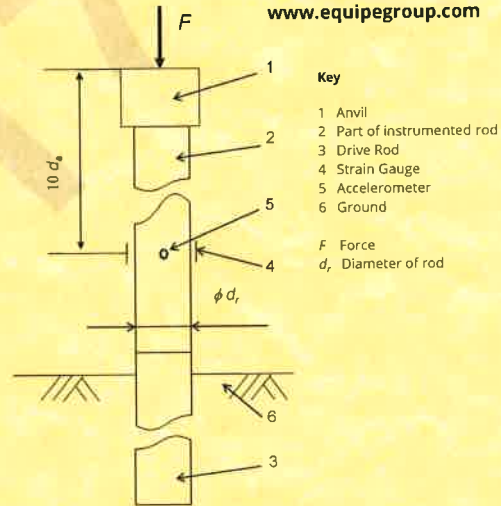 www.equipegroup.com
F
1
Key
1 Anvil
2 Part of instrumented rod
3 Drive Rod
4 Strain Gauge
5 Accelerometer
6 Ground
F Force
dᵣ Diameter of rod
2
10 dₐ
5
4
ϕ dᵣ
6
3